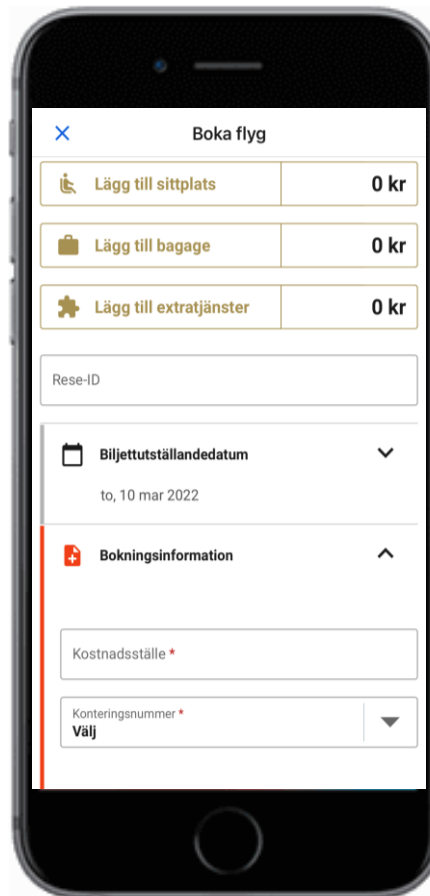 Boka flyg
Lägg till sittplats 0 kr
Lägg till bagage 0 kr
Lägg till extratjänster 0 kr
Rese-ID
Biljettutställandedatum
to, 10 mar 2022
Bokningsinformation
Kostnadsställe *
Konteringsnummer *
Välj